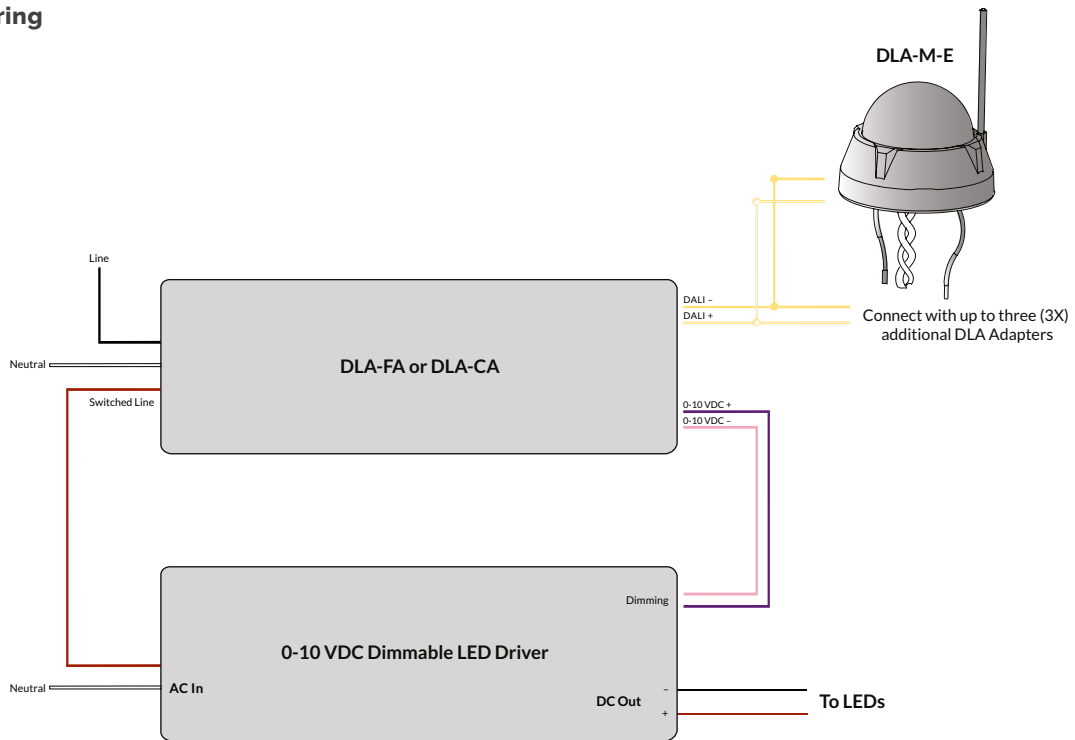 ring
DLA-M-E
Line
DALI –
DALI +
Connect with up to three (3X)
additional DLA Adapters
Neutral
DLA-FA or DLA-CA
Switched Line
0-10 VDC +
0-10 VDC –
Dimming
0-10 VDC Dimmable LED Driver
Neutral
AC In
DC Out
–
+
To LEDs